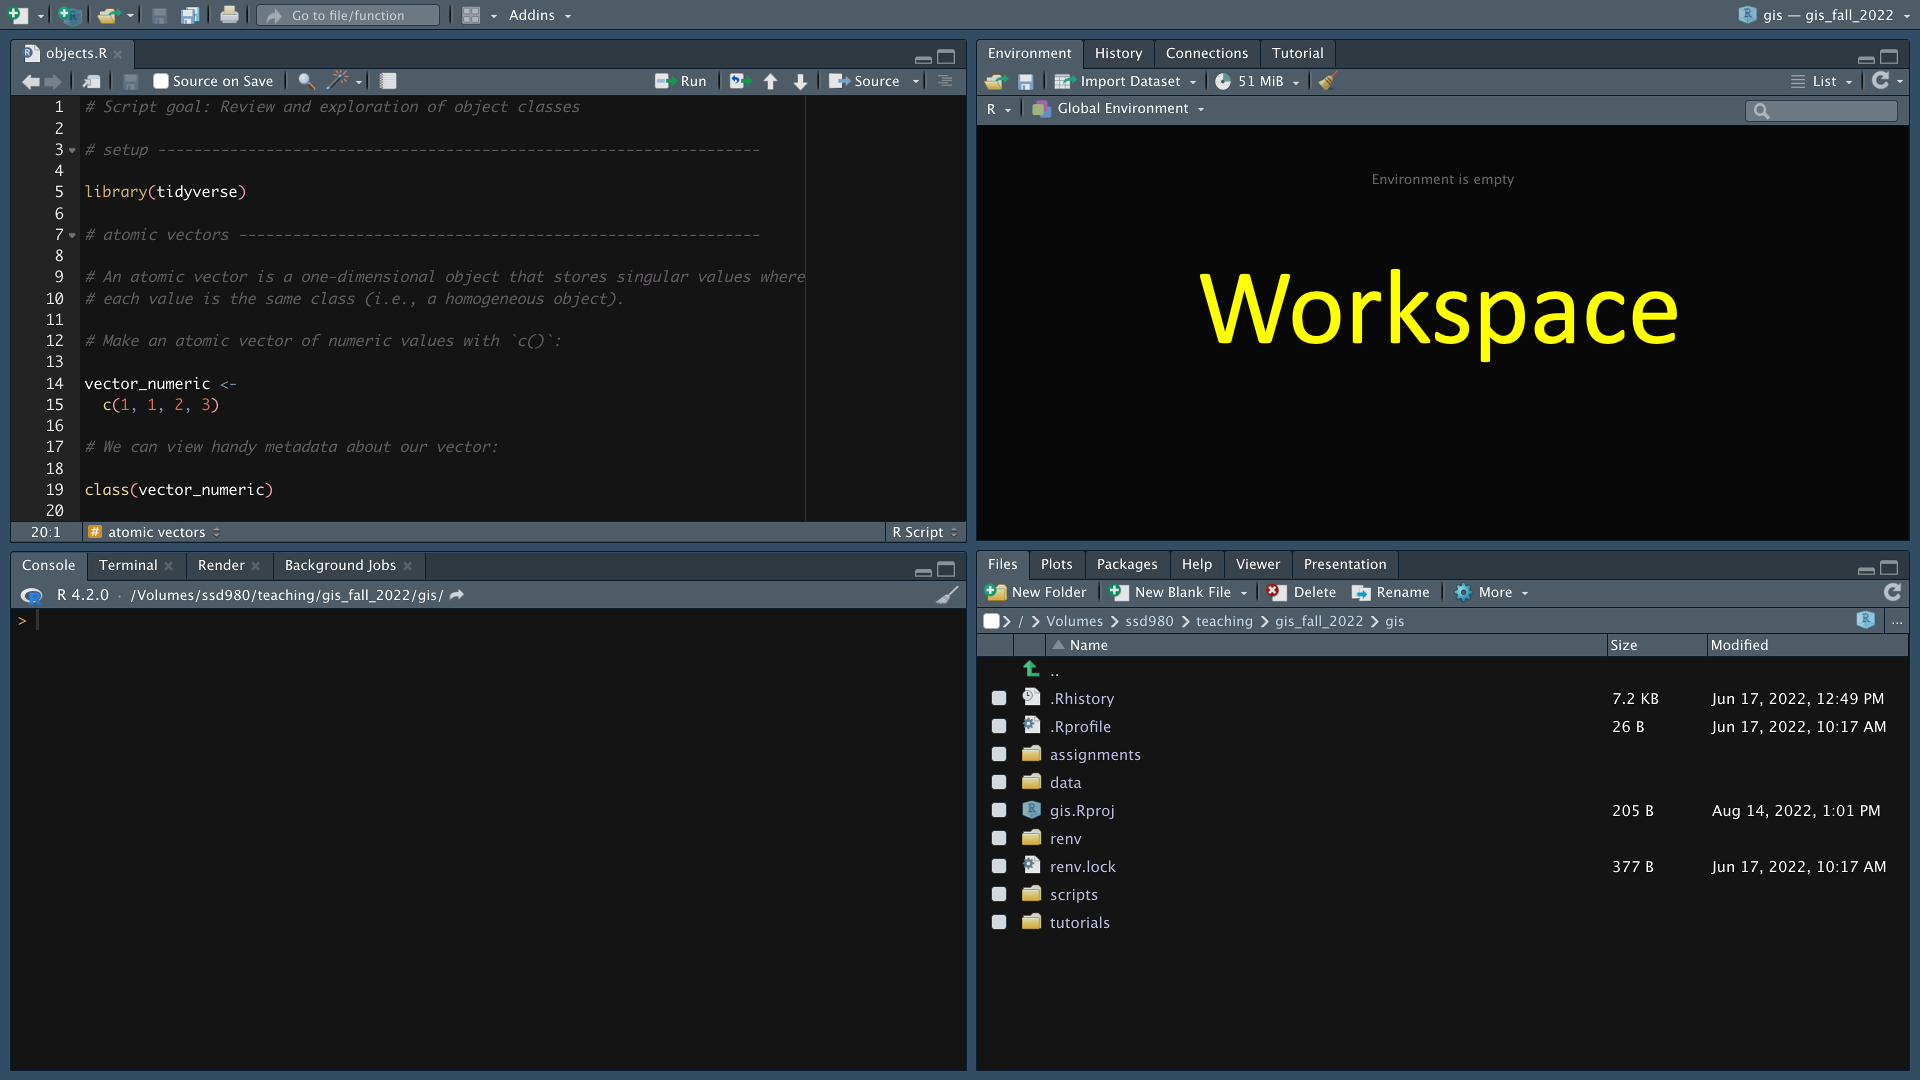 Go to file/function
Addins
gis — gis_fall_2022
objects.R
Source on Save
Run
Source
1 # Script goal: Review and exploration of object classes
2
3 # setup -------------------------------------------------------------------
4
5 library(tidyverse)
6
7 # atomic vectors ----------------------------------------------------------
8
9 # An atomic vector is a one-dimensional object that stores singular values where
10 # each value is the same class (i.e., a homogeneous object).
11
12 # Make an atomic vector of numeric values with `c()`:
13
14 vector_numeric <-
15   c(1, 1, 2, 3)
16
17 # We can view handy metadata about our vector:
18
19 class(vector_numeric)
20
20:1 # atomic vectors R Script
Environment History Connections Tutorial
Import Dataset 51 MiB List
R Global Environment
Environment is empty
Workspace
Console Terminal Render Background Jobs
R 4.2.0 · /Volumes/ssd980/teaching/gis_fall_2022/gis/
>
Files Plots Packages Help Viewer Presentation
New Folder New Blank File Delete Rename More
/ Volumes ssd980 teaching gis_fall_2022 gis ...
Name Size Modified
..
.Rhistory 7.2 KB Jun 17, 2022, 12:49 PM
.Rprofile 26 B Jun 17, 2022, 10:17 AM
assignments
data
gis.Rproj 205 B Aug 14, 2022, 1:01 PM
renv
renv.lock 377 B Jun 17, 2022, 10:17 AM
scripts
tutorials